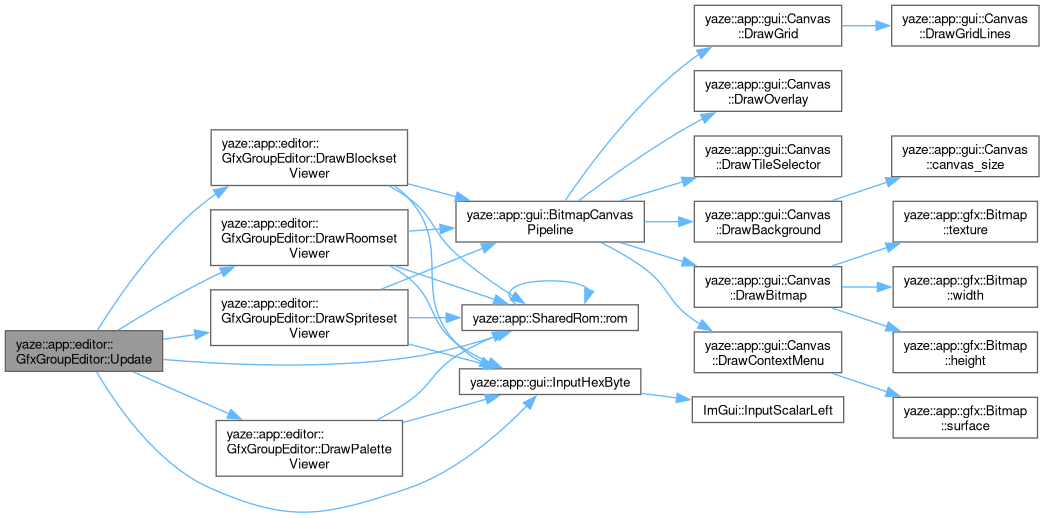 yaze::app::editor::
GfxGroupEditor::Update
yaze::app::editor::
GfxGroupEditor::DrawBlockset
Viewer
yaze::app::editor::
GfxGroupEditor::DrawRoomset
Viewer
yaze::app::editor::
GfxGroupEditor::DrawSpriteset
Viewer
yaze::app::editor::
GfxGroupEditor::DrawPalette
Viewer
yaze::app::gui::BitmapCanvas
Pipeline
yaze::app::SharedRom::rom
yaze::app::gui::InputHexByte
yaze::app::gui::Canvas
::DrawGrid
yaze::app::gui::Canvas
::DrawOverlay
yaze::app::gui::Canvas
::DrawTileSelector
yaze::app::gui::Canvas
::DrawBackground
yaze::app::gui::Canvas
::DrawBitmap
yaze::app::gui::Canvas
::DrawContextMenu
ImGui::InputScalarLeft
yaze::app::gui::Canvas
::DrawGridLines
yaze::app::gui::Canvas
::canvas_size
yaze::app::gfx::Bitmap
::texture
yaze::app::gfx::Bitmap
::width
yaze::app::gfx::Bitmap
::height
yaze::app::gfx::Bitmap
::surface